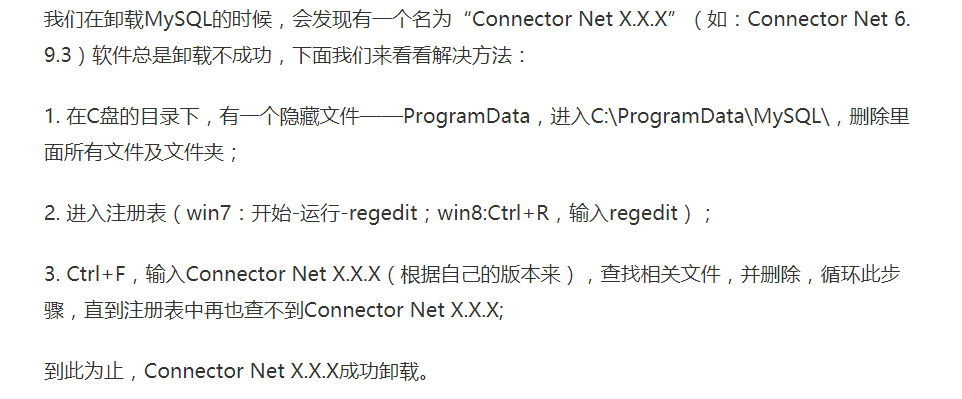 我们在卸载MySQL的时候，会发现有一个名为“Connector Net X.X.X”（如：Connector Net 6.
9.3）软件总是卸载不成功，下面我们来看看解决方法：
1. 在C盘的目录下，有一个隐藏文件——ProgramData，进入C:\ProgramData\MySQL\，删除里
面所有文件及文件夹；
2. 进入注册表（win7：开始-运行-regedit；win8:Ctrl+R，输入regedit）；
3. Ctrl+F，输入Connector Net X.X.X（根据自己的版本来），查找相关文件，并删除，循环此步
骤，直到注册表中再也查不到Connector Net X.X.X;
到此为止，Connector Net X.X.X成功卸载。